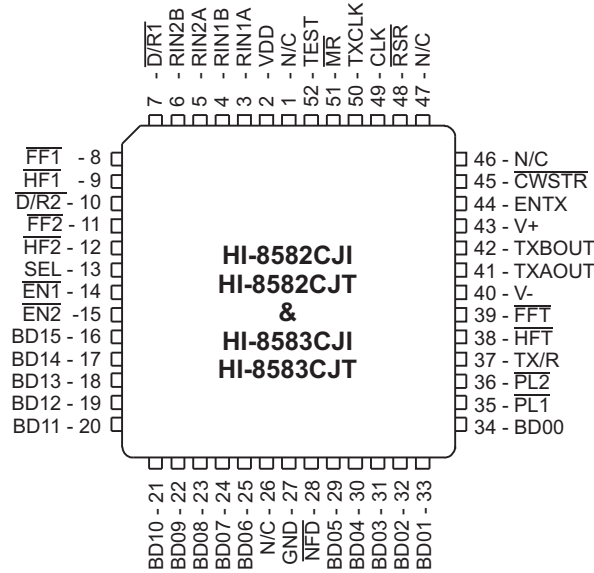 7 - D/R1
6 - RIN2B
5 - RIN2A
4 - RIN1B
3 - RIN1A
2 - VDD
1 - N/C
52 - TEST
51 - MR
50 - TXCLK
49 - CLK
48 - RSR
47 - N/C
FF1 - 8
HF1 - 9
D/R2 - 10
FF2 - 11
HF2 - 12
SEL - 13
EN1 - 14
EN2 -15
BD15 - 16
BD14 - 17
BD13 - 18
BD12 - 19
BD11 - 20
HI-8582CJI
HI-8582CJT
&
HI-8583CJI
HI-8583CJT
46 - N/C
45 - CWSTR
44 - ENTX
43 - V+
42 - TXBOUT
41 - TXAOUT
40 - V-
39 - FFT
38 - HFT
37 - TX/R
36 - PL2
35 - PL1
34 - BD00
BD10 - 21
BD09 - 22
BD08 - 23
BD07 - 24
BD06 - 25
N/C - 26
GND - 27
NFD - 28
BD05 - 29
BD04 - 30
BD03 - 31
BD02 - 32
BD01 - 33